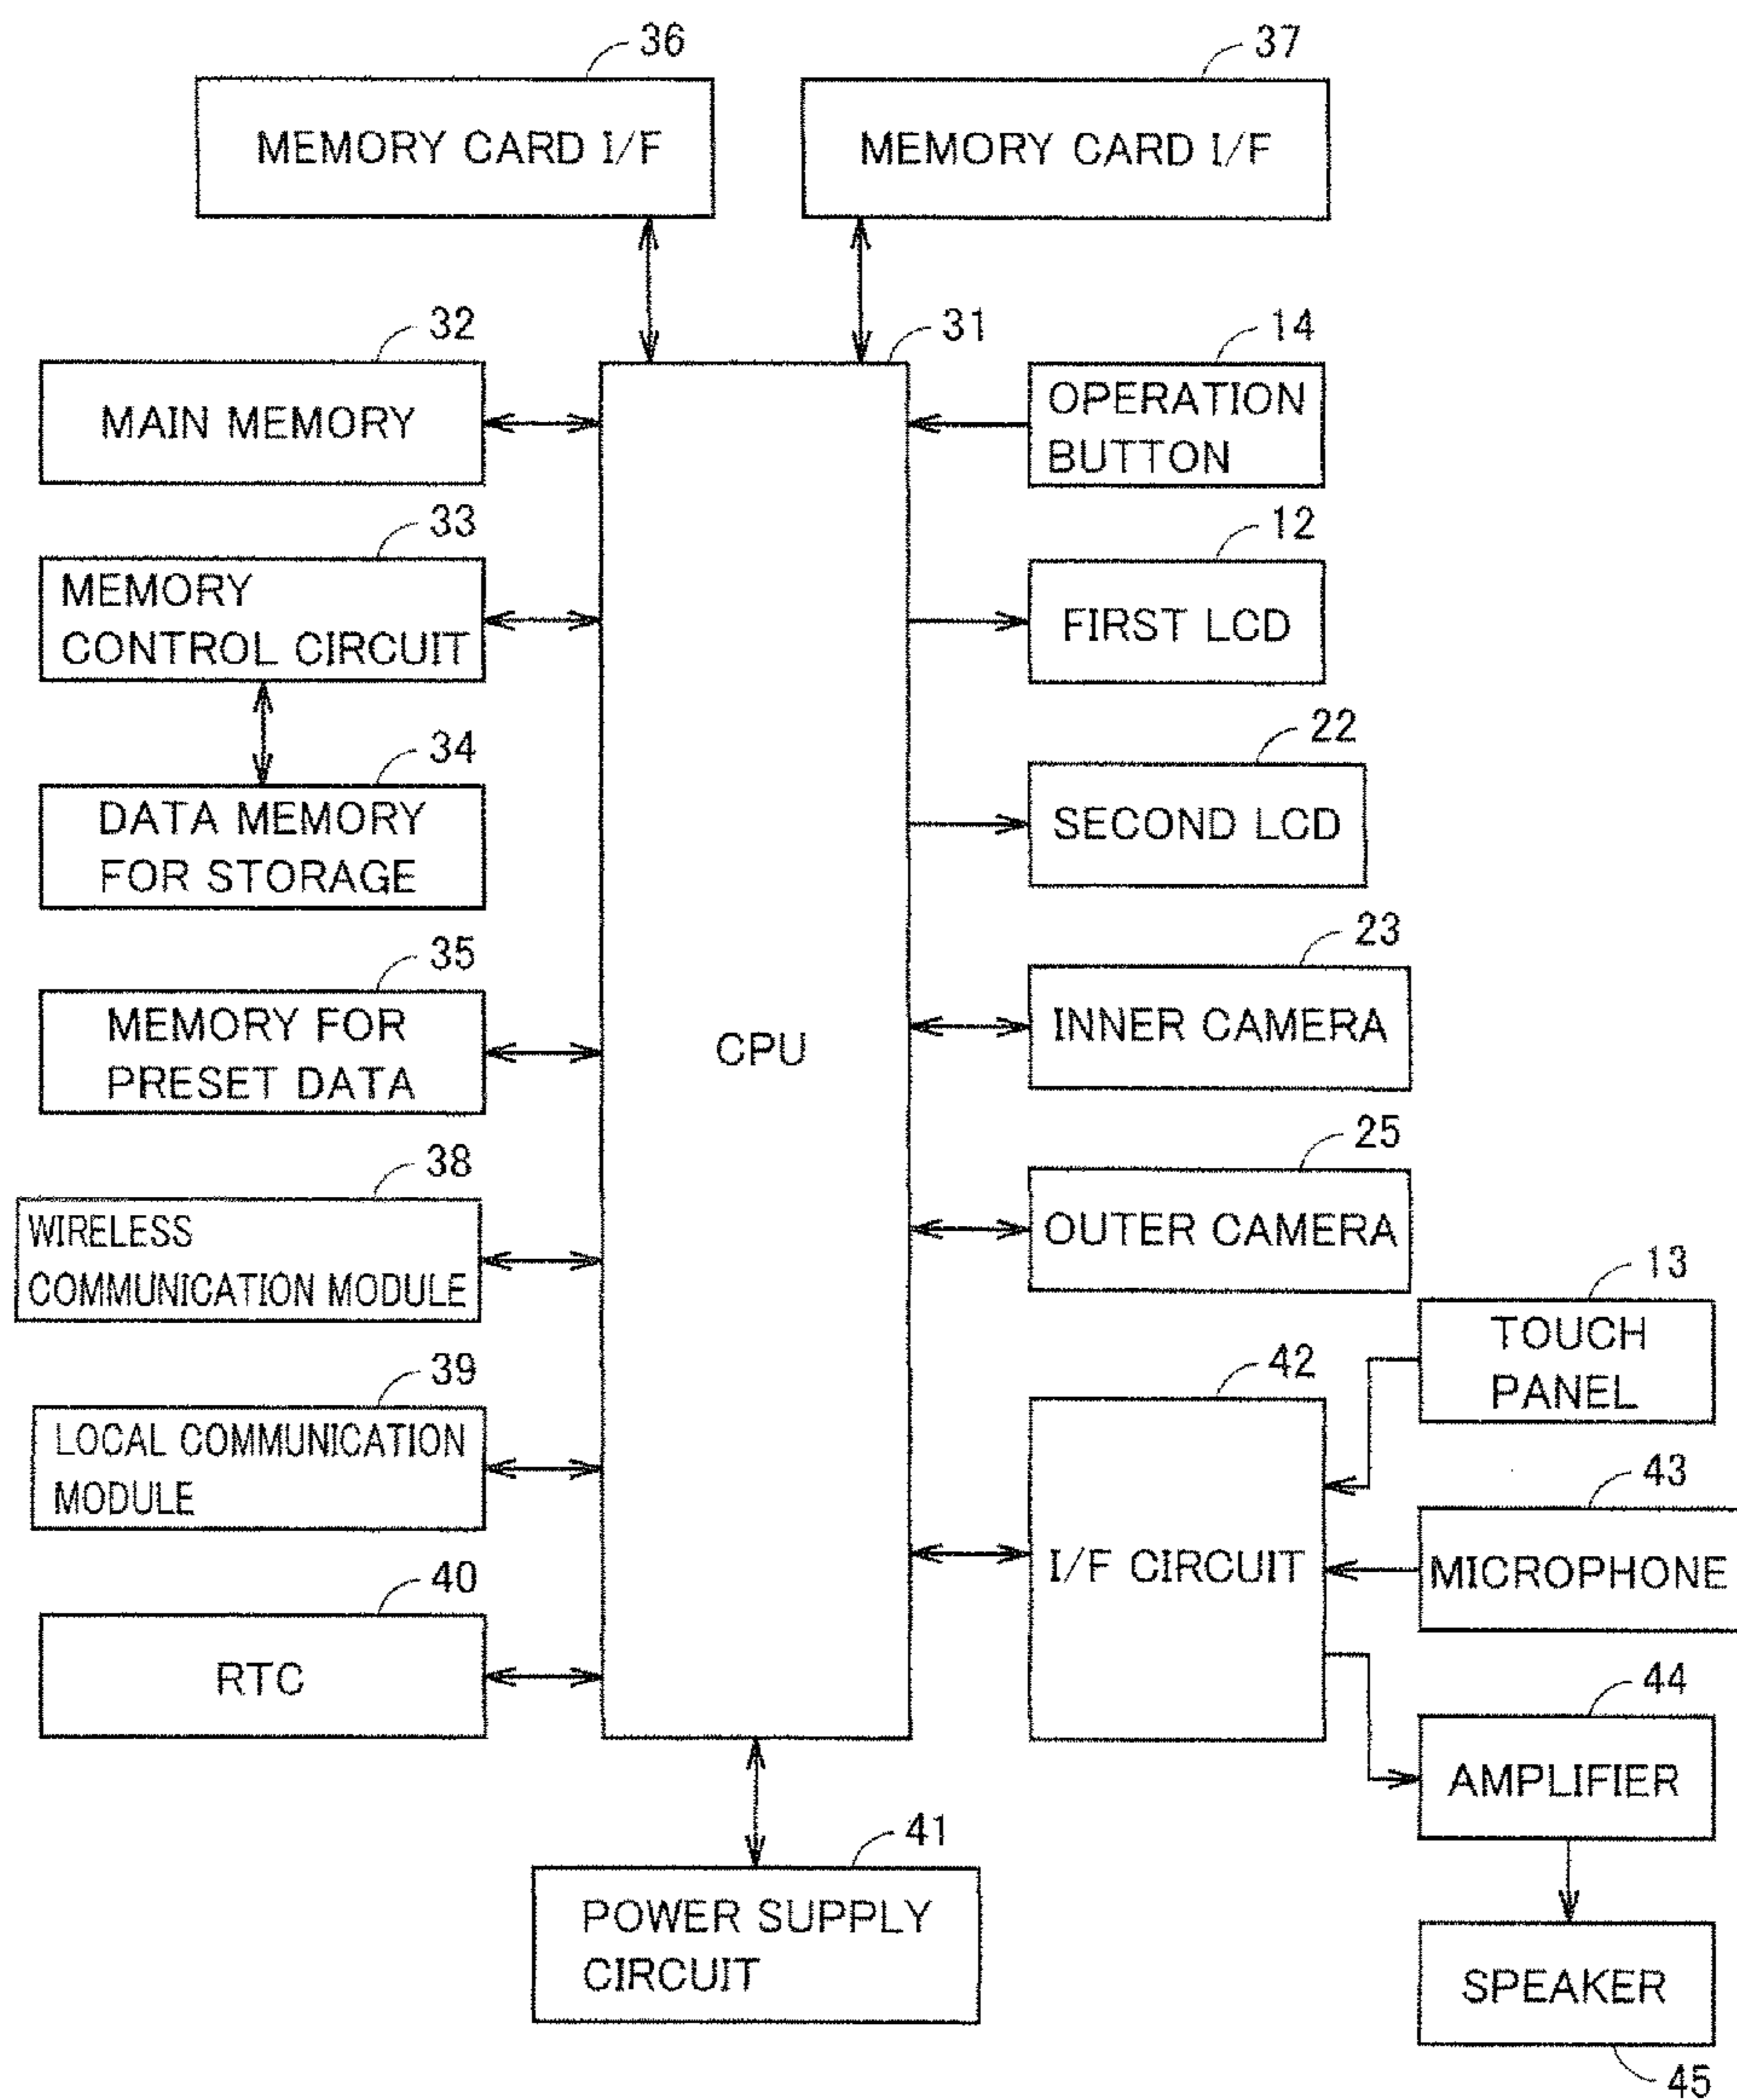 36
MEMORY CARD I/F
37
MEMORY CARD I/F
32
MAIN MEMORY
31
CPU
14
OPERATION
BUTTON
33
MEMORY
CONTROL CIRCUIT
12
FIRST LCD
34
DATA MEMORY
FOR STORAGE
22
SECOND LCD
35
MEMORY FOR
PRESET DATA
23
INNER CAMERA
38
WIRELESS
COMMUNICATION MODULE
25
OUTER CAMERA
13
TOUCH
PANEL
39
LOCAL COMMUNICATION
MODULE
42
I/F CIRCUIT
43
MICROPHONE
40
RTC
44
AMPLIFIER
41
POWER SUPPLY
CIRCUIT
SPEAKER
45